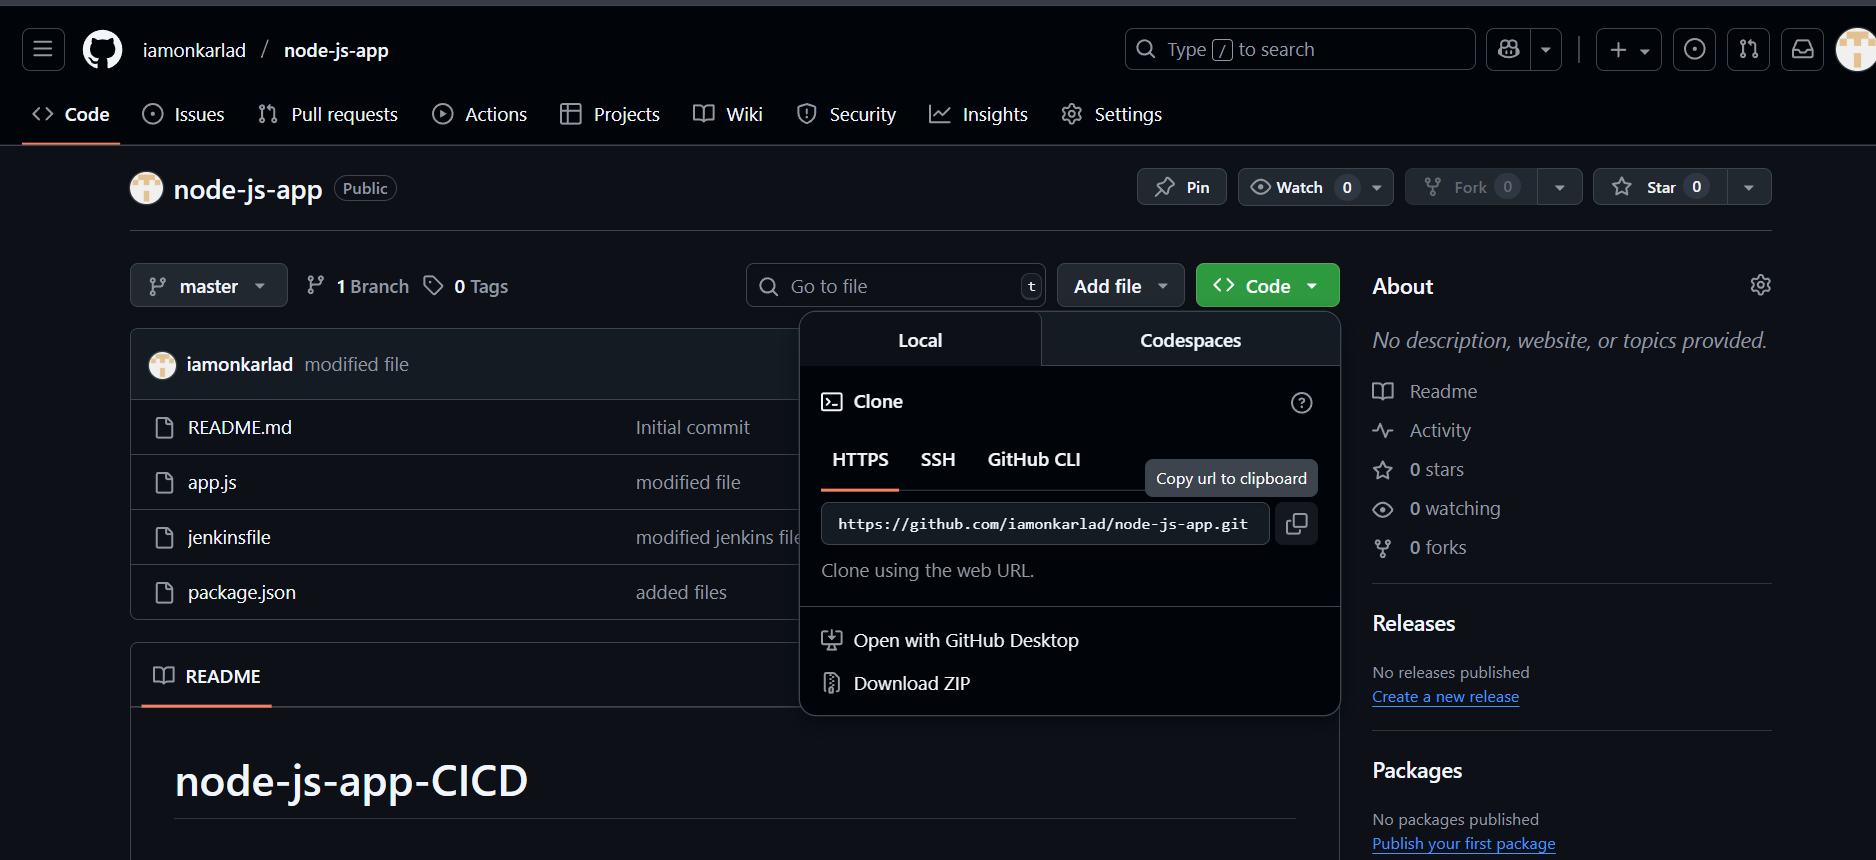 iamonkarlad / node-js-app
Type / to search
Code Issues Pull requests Actions Projects Wiki Security Insights Settings
node-js-app Public
Pin Watch 0 Fork 0 Star 0
master 1 Branch 0 Tags
Go to file t Add file Code
iamonkarlad modified file
README.md Initial commit
app.js modified file
jenkinsfile modified jenkins file
package.json added files
Local Codespaces
Clone
HTTPS SSH GitHub CLI
Copy url to clipboard
https://github.com/iamonkarlad/node-js-app.git
Clone using the web URL.
Open with GitHub Desktop
Download ZIP
README
node-js-app-CICD
About
No description, website, or topics provided.
Readme
Activity
0 stars
0 watching
0 forks
Releases
No releases published
Create a new release
Packages
No packages published
Publish your first package